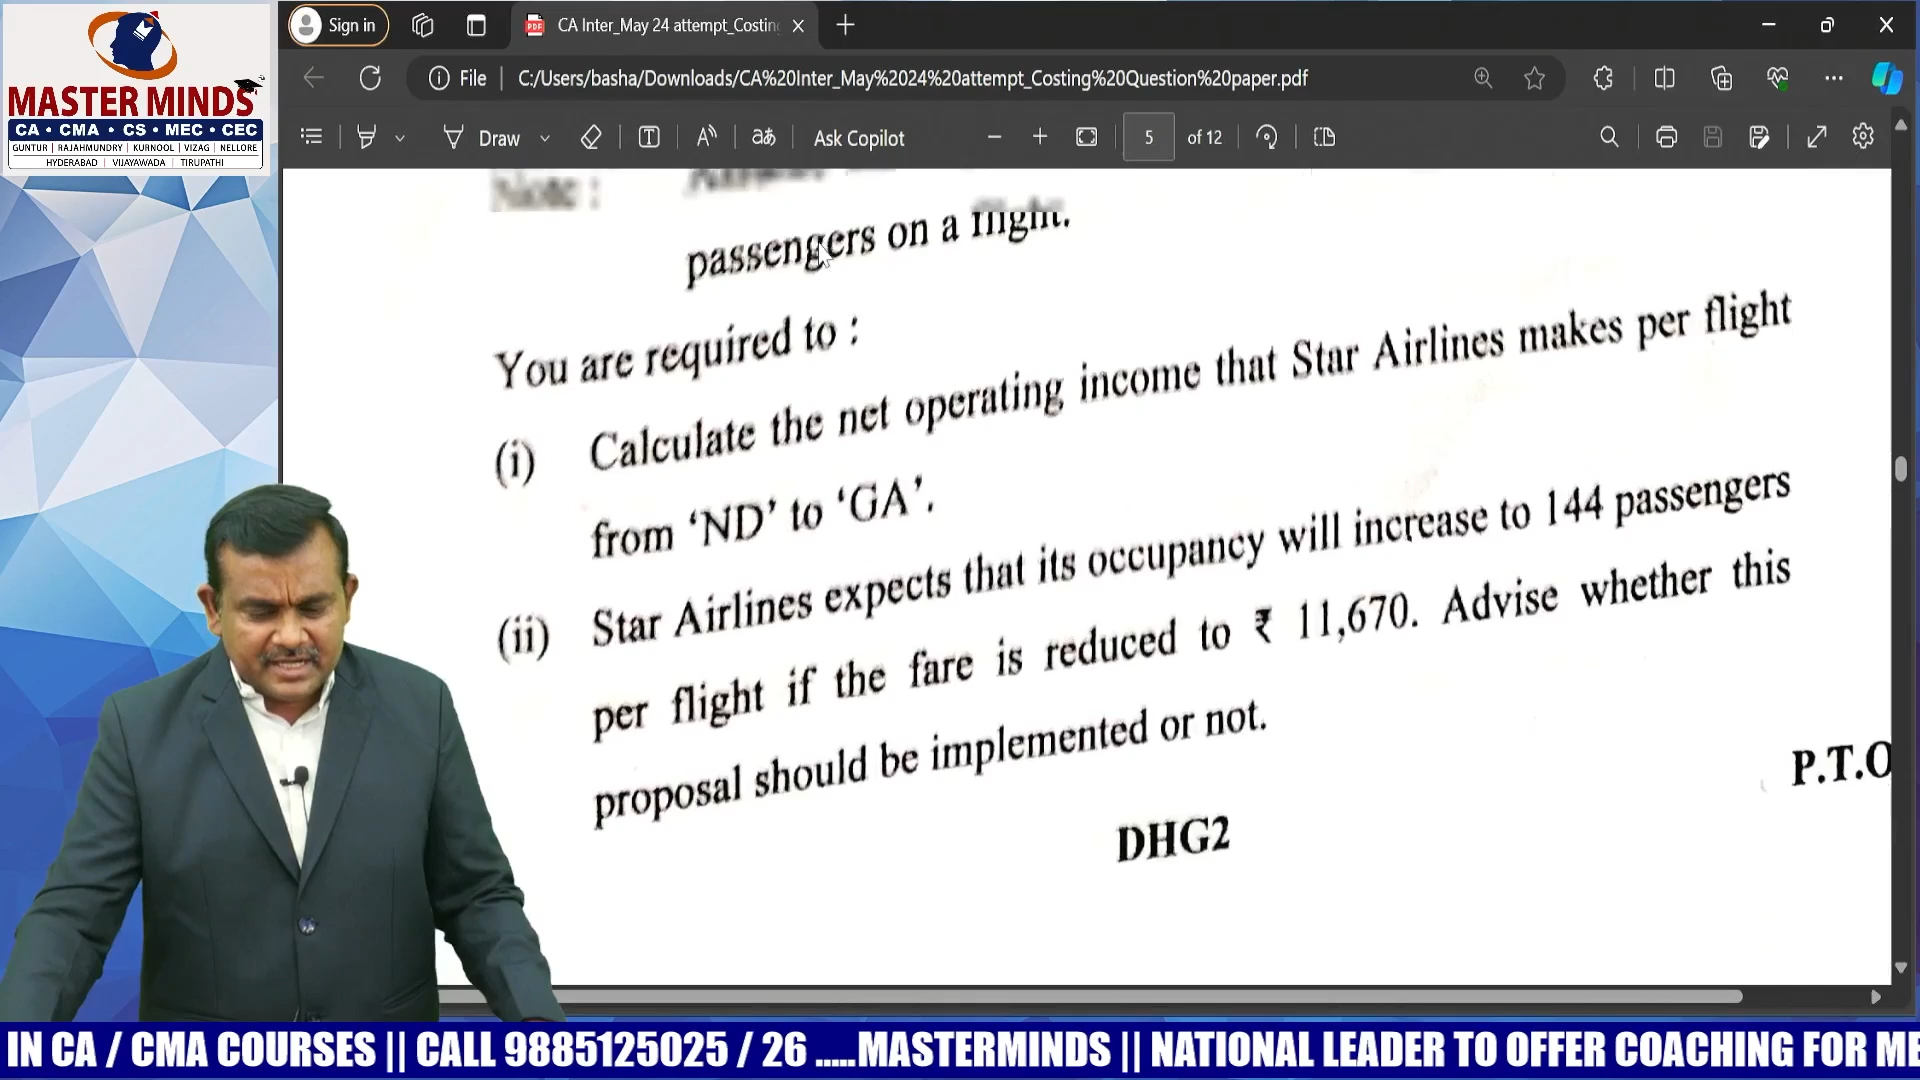 Sign in
CA Inter_May 24 attempt_Costin
MASTER MINDS
CA • CMA • CS • MEC • CEC
GUNTUR | RAJAHMUNDRY | KURNOOL | VIZAG | NELLORE
HYDERABAD | VIJAYAWADA | TIRUPATHI
File
C:/Users/basha/Downloads/CA%20Inter_May%2024%20attempt_Costing%20Question%20paper.pdf
Draw
Ask Copilot
5 of 12
Note :
passengers on a flight.
You are required to :
(i) Calculate the net operating income that Star Airlines makes per flight
from ‘ND’ to ‘GA’.
(ii) Star Airlines expects that its occupancy will increase to 144 passengers
per flight if the fare is reduced to ₹ 11,670. Advise whether this
proposal should be implemented or not.
P.T.O
DHG2
IN CA / CMA COURSES || CALL 9885125025 / 26 .....MASTERMINDS || NATIONAL LEADER TO OFFER COACHING FOR ME